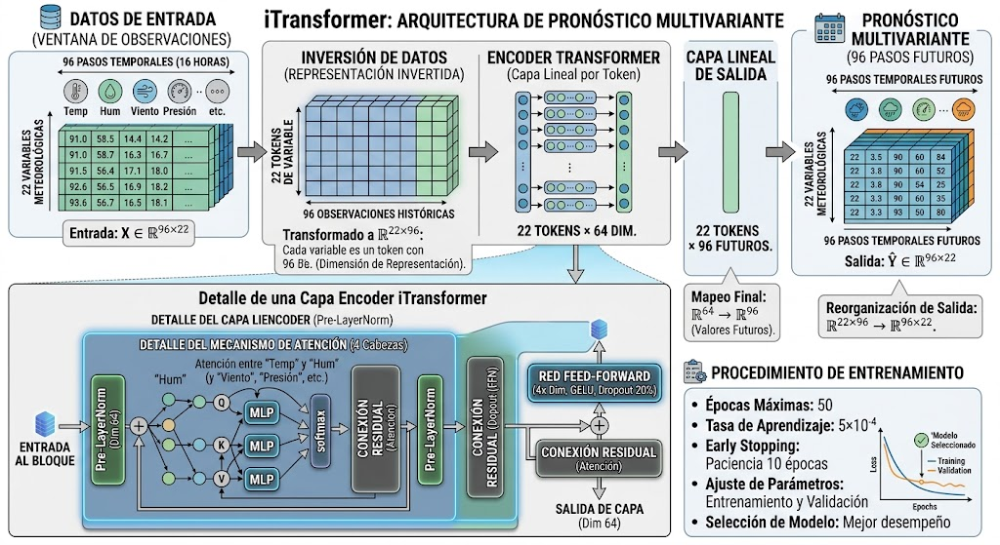 iTransformer: ARQUITECTURA DE PRONÓSTICO MULTIVARIANTE
DATOS DE ENTRADA
(VENTANA DE OBSERVACIONES)
96 PASOS TEMPORALES (16 HORAS)
Temp Hum Viento Presión etc.
22 VARIABLES
METEOROLÓGICAS
91.0 58.5 14.4 14.2 ...
91.0 58.7 16.3 16.7 ...
91.5 56.4 17.1 18.0 ...
92.6 56.5 16.9 18.2 ...
93.6 56.7 16.5 18.1 ...
Entrada: X ∈ ℝ^{96×22}
INVERSIÓN DE DATOS
(REPRESENTACIÓN INVERTIDA)
22 TOKENS
DE VARIABLE
96 OBSERVACIONES HISTÓRICAS
Transformado a ℝ^{22×96}:
Cada variable es un token con
96 Be. (Dimensión de Representación).
ENCODER TRANSFORMER
(Capa Lineal por Token)
22 TOKENS × 64 DIM.
CAPA LINEAL
DE SALIDA
22 TOKENS
× 96 FUTUROS.
Mapeo Final:
ℝ^{64} → ℝ^{96}
(Valores Futuros).
PRONÓSTICO
MULTIVARIANTE
(96 PASOS FUTUROS)
96 PASOS TEMPORALES FUTUROS
22 VARIABLES
METEOROLÓGICAS
22 3.5 90 60 84
22 3.8 90 60 52
22 3.8 90 54 25
22 3.3 90 60 35
22 3.3 93 50 80
96 PASOS TEMPORALES FUTUROS
Salida: Ŷ ∈ ℝ^{96×22}
Reorganización de Salida:
ℝ^{22×96} → ℝ^{96×22}.
Detalle de una Capa Encoder iTransformer
DETALLE DEL CAPA LIENCODER (Pre-LayerNorm)
DETALLE DEL MECANISMO DE ATENCIÓN (4 Cabezas)
Atención entre "Temp" y "Hum"
(y "Viento", "Presión", etc.)
"Hum"
ENTRADA
AL BLOQUE
Pre-LayerNorm
(Dim 64)
Q
K
V
MLP
MLP
MLP
softmax
CONEXIÓN
RESIDUAL
(Atención)
Pre-LayerNorm
CONEXIÓN
RESIDUAL Dropout (FFN)
RED FEED-FORWARD
(4x Dim, GELU, Dropout 20%)
CONEXIÓN RESIDUAL
(Atención)
SALIDA DE CAPA
(Dim 64)
PROCEDIMIENTO DE ENTRENAMIENTO
• Épocas Máximas: 50
• Tasa de Aprendizaje: 5×10^{-4}
• Early Stopping:
Paciencia 10 épocas
• Ajuste de Parámetros:
Entrenamiento y Validación
• Selección de Modelo: Mejor desempeño
'Modelo
Seleccionado
Training
Validation
Loss
Epochs